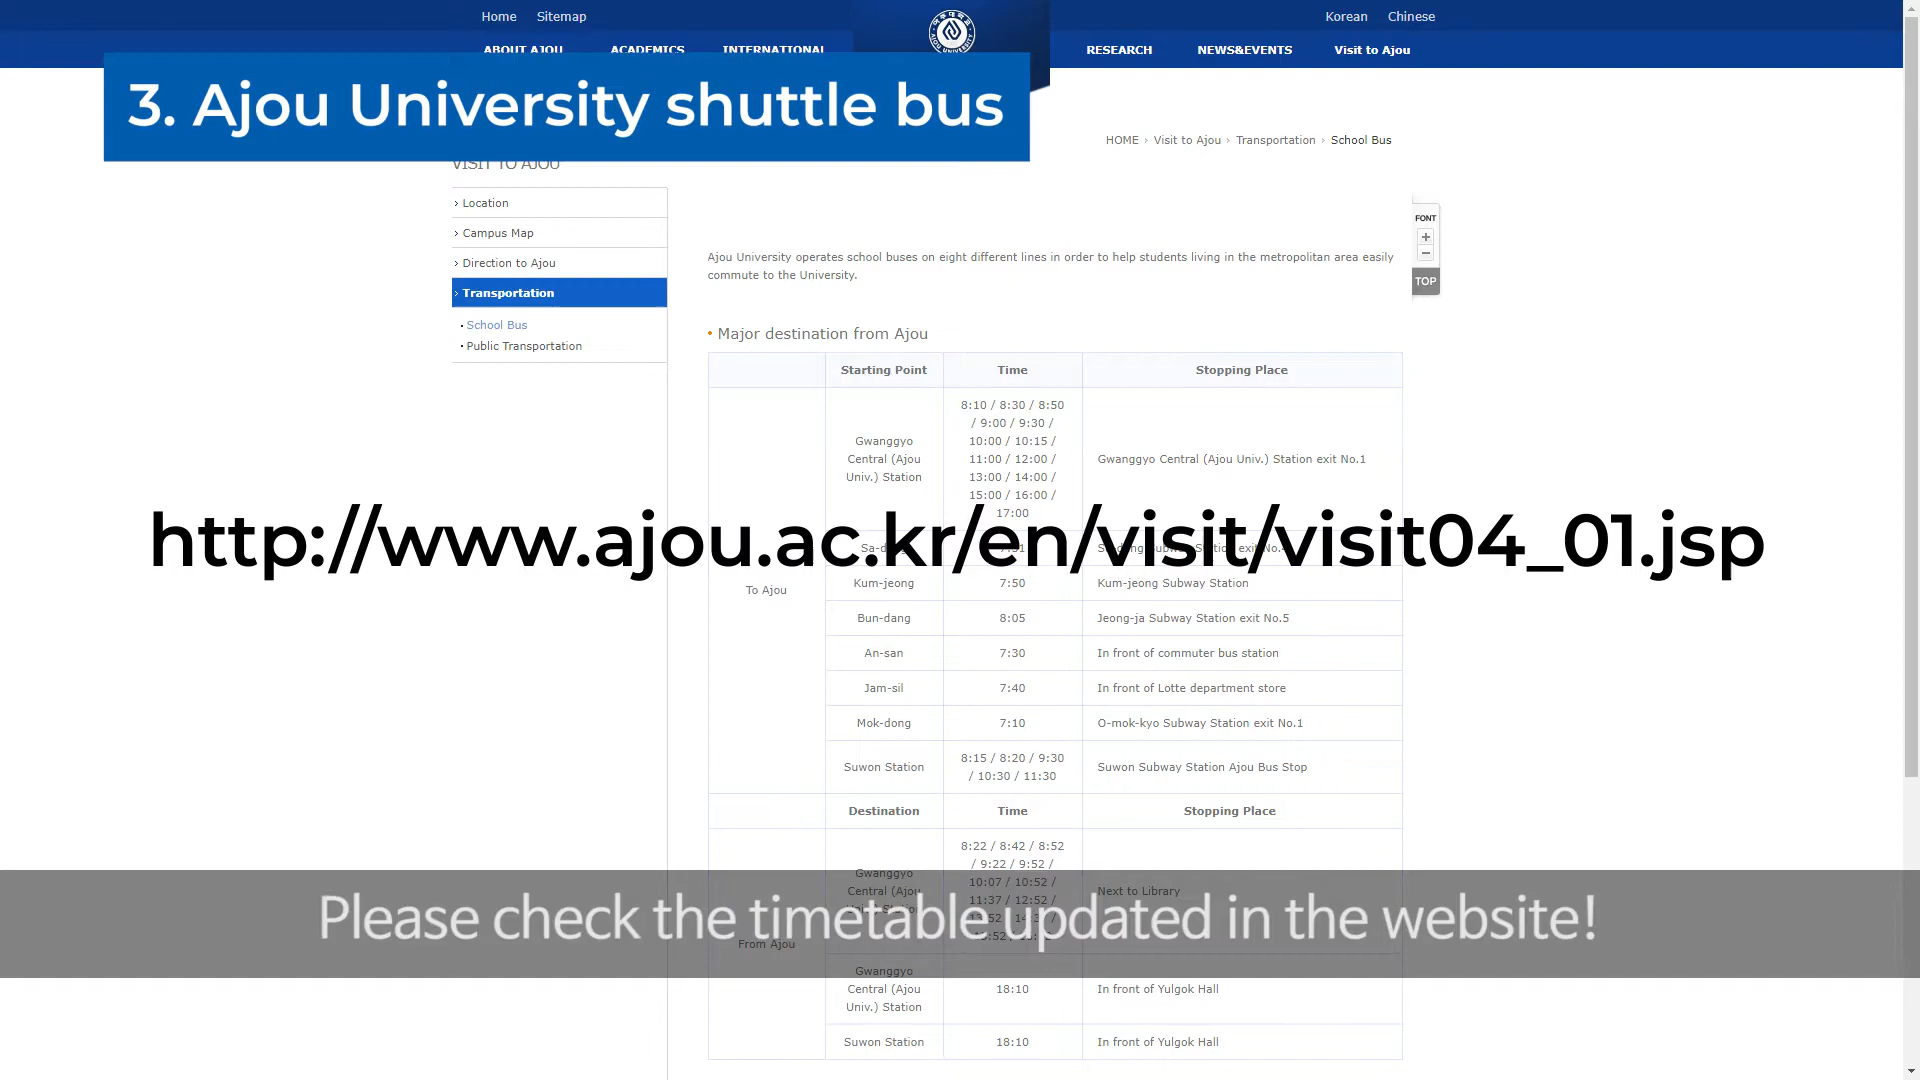 Home Sitemap
Korean Chinese
ABOUT AJOU ACADEMICS INTERNATIONAL
RESEARCH NEWS&EVENTS Visit to Ajou
3. Ajou University shuttle bus
HOME › Visit to Ajou › Transportation › School Bus
VISIT TO AJOU
Location
Campus Map
Direction to Ajou
Transportation
School Bus
Public Transportation
FONT
+
−
TOP
Ajou University operates school buses on eight different lines in order to help students living in the metropolitan area easily
commute to the University.
Major destination from Ajou
Starting Point Time Stopping Place
To Ajou
Gwanggyo
Central (Ajou
Univ.) Station
8:10 / 8:30 / 8:50
/ 9:00 / 9:30 /
10:00 / 10:15 /
11:00 / 12:00 /
13:00 / 14:00 /
15:00 / 16:00 /
17:00
Gwanggyo Central (Ajou Univ.) Station exit No.1
http://www.ajou.ac.kr/en/visit/visit04_01.jsp
Kum-jeong 7:50 Kum-jeong Subway Station
Bun-dang 8:05 Jeong-ja Subway Station exit No.5
An-san 7:30 In front of commuter bus station
Jam-sil 7:40 In front of Lotte department store
Mok-dong 7:10 O-mok-kyo Subway Station exit No.1
Suwon Station
8:15 / 8:20 / 9:30
/ 10:30 / 11:30
Suwon Subway Station Ajou Bus Stop
Destination Time Stopping Place
From Ajou
Gwanggyo
Central (Ajou
8:22 / 8:42 / 8:52
/ 9:22 / 9:52 /
10:07 / 10:52 /
11:37 / 12:52 /
Next to Library
Please check the timetable updated in the website!
Gwanggyo
Central (Ajou
Univ.) Station
18:10
In front of Yulgok Hall
Suwon Station 18:10 In front of Yulgok Hall